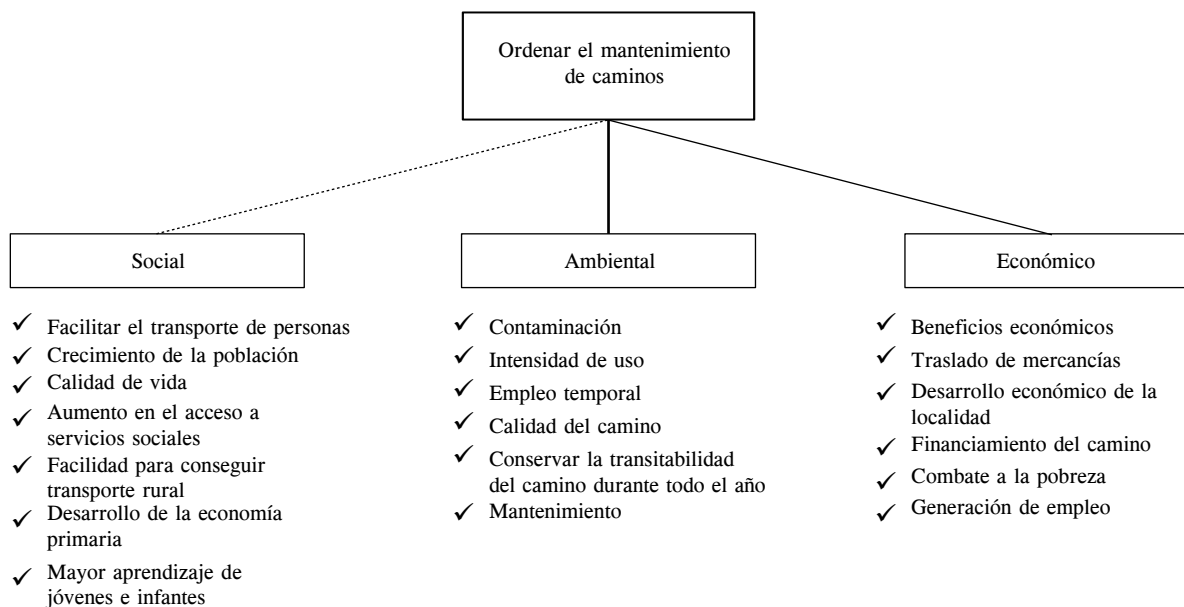 Ordenar el mantenimiento
de caminos
Social
Facilitar el transporte de personas
Crecimiento de la población
Calidad de vida
Aumento en el acceso a
servicios sociales
Facilidad para conseguir
transporte rural
Desarrollo de la economía
primaria
Mayor aprendizaje de
jóvenes e infantes
Ambiental
Contaminación
Intensidad de uso
Empleo temporal
Calidad del camino
Conservar la transitabilidad
del camino durante todo el año
Mantenimiento
Económico
Beneficios económicos
Traslado de mercancías
Desarrollo económico de la
localidad
Financiamiento del camino
Combate a la pobreza
Generación de empleo